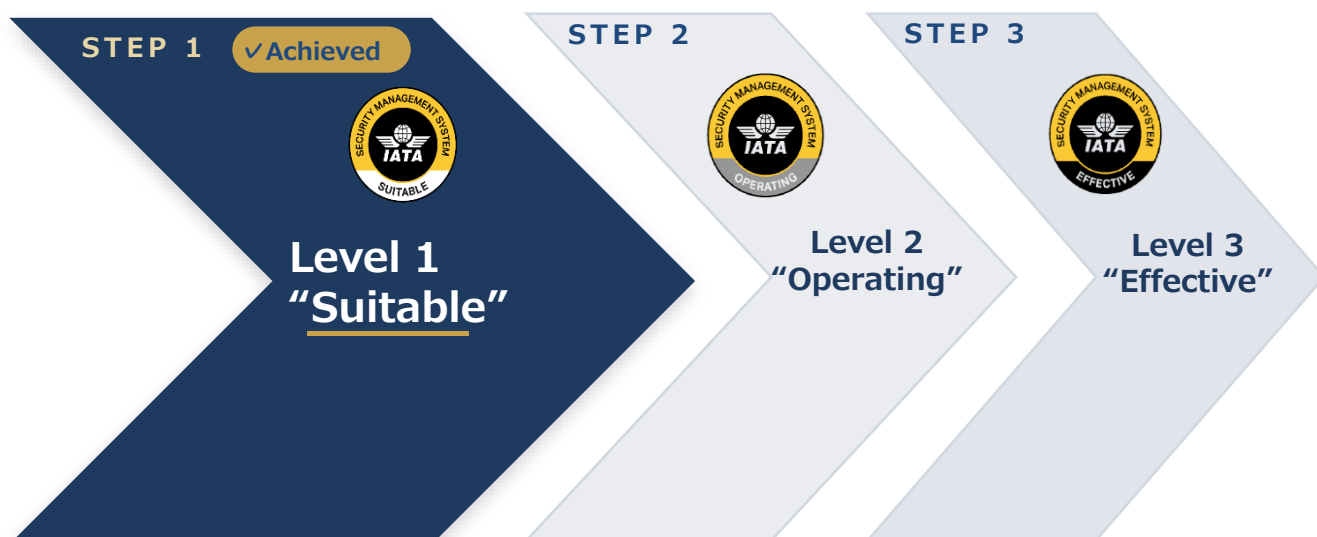 STEP 1
✓Achieved
SECURITY MANAGEMENT SYSTEM
IATA
SUITABLE
Level 1
“Suitable”
STEP 2
SECURITY MANAGEMENT SYSTEM
IATA
OPERATING
Level 2
“Operating”
STEP 3
SECURITY MANAGEMENT SYSTEM
IATA
EFFECTIVE
Level 3
“Effective”